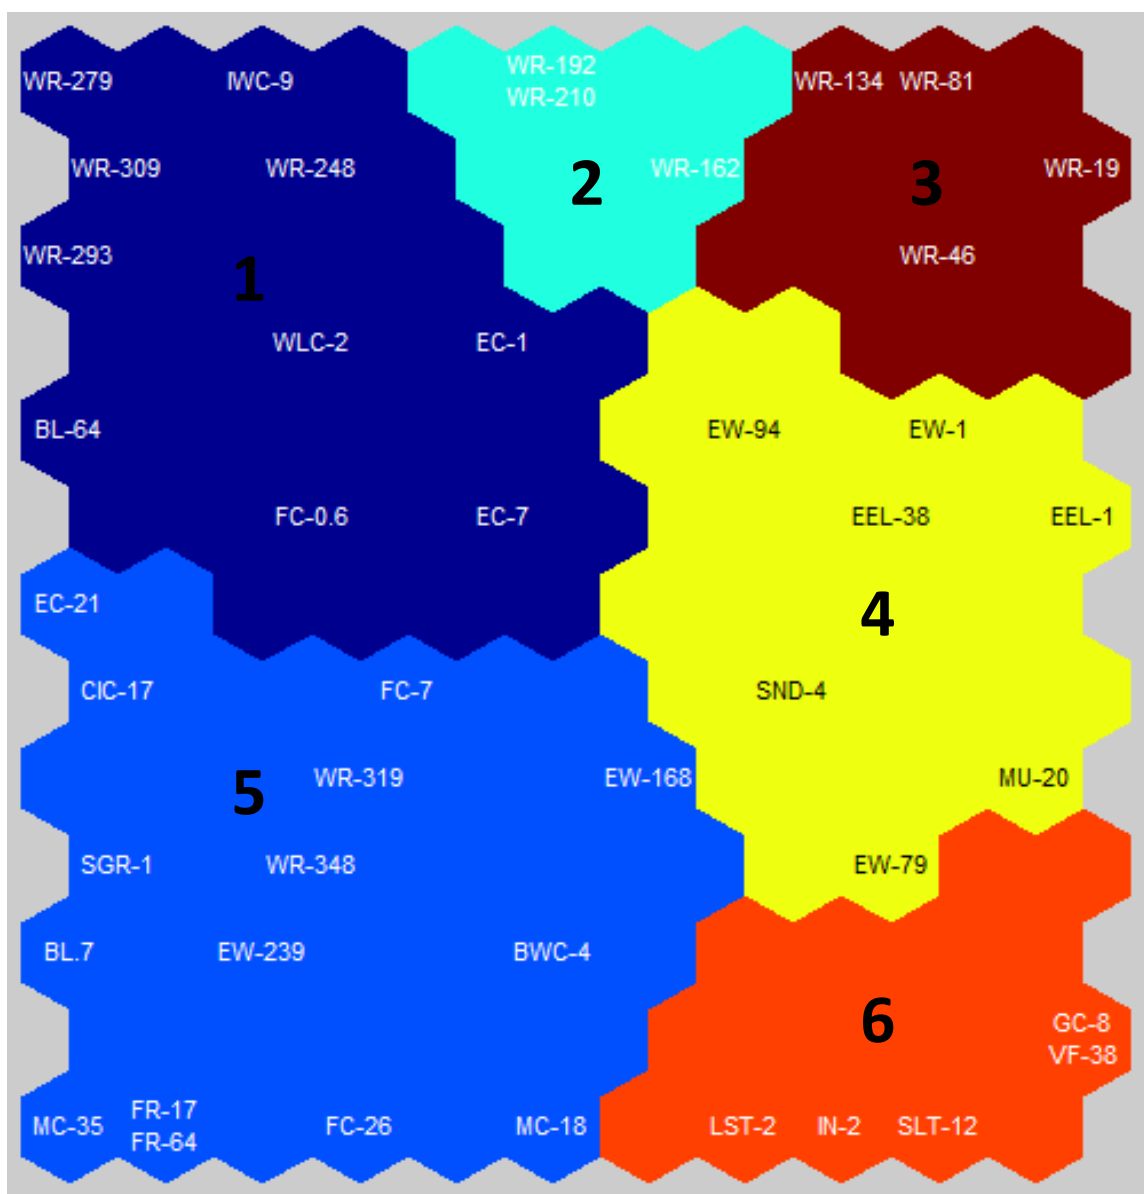 WR-279
IWC-9
WR-192
WR-210
WR-134
WR-81
WR-309
WR-248
2
WR-162
3
WR-19
WR-293
1
WR-46
WLC-2
EC-1
BL-64
EW-94
EW-1
FC-0.6
EC-7
EEL-38
EEL-1
EC-21
4
CIC-17
FC-7
SND-4
5
WR-319
EW-168
MU-20
SGR-1
WR-348
EW-79
BL.7
EW-239
BWC-4
6
GC-8
VF-38
MC-35
FR-17
FR-64
FC-26
MC-18
LST-2
IN-2
SLT-12